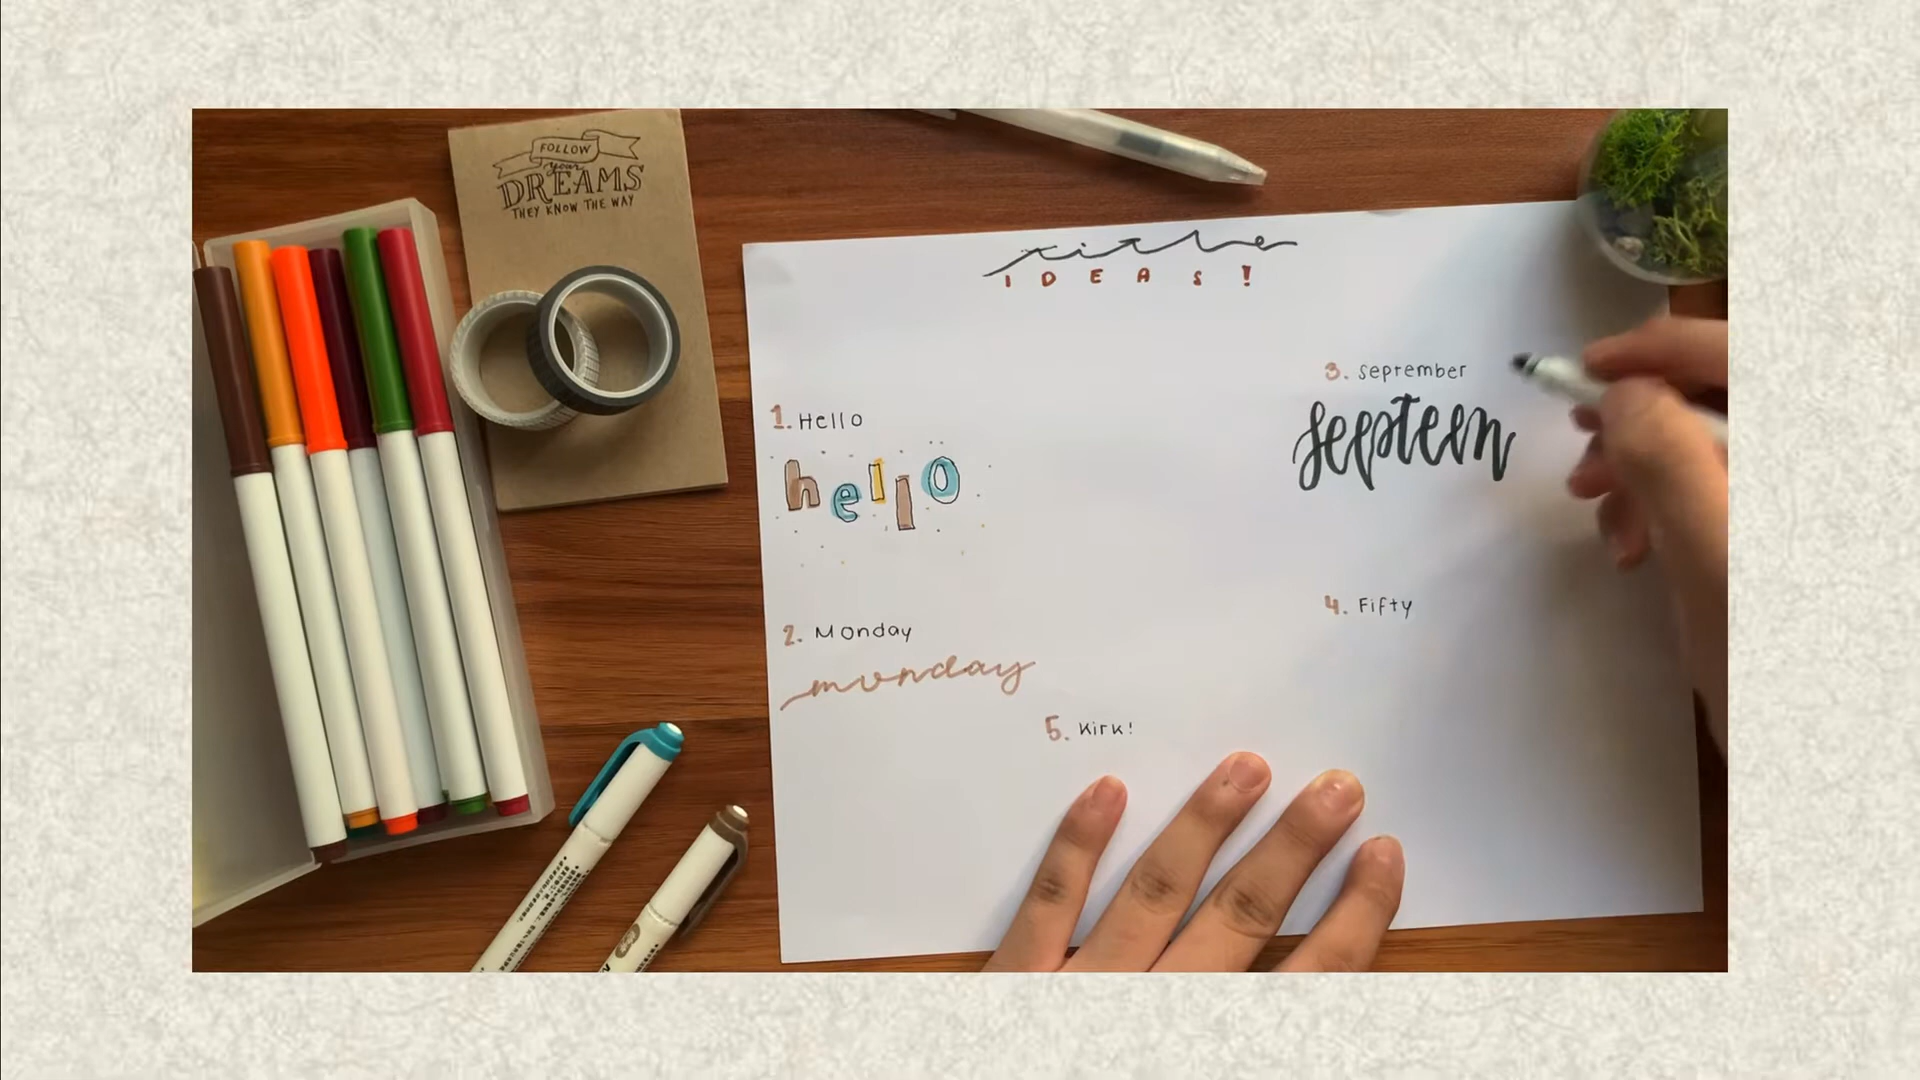 FOLLOW
your
DREAMS
THEY KNOW THE WAY
title
IDEAS!
1. Hello
hello
2. Monday
monday
3. september
septem
4. Fifty
5. Kirk!